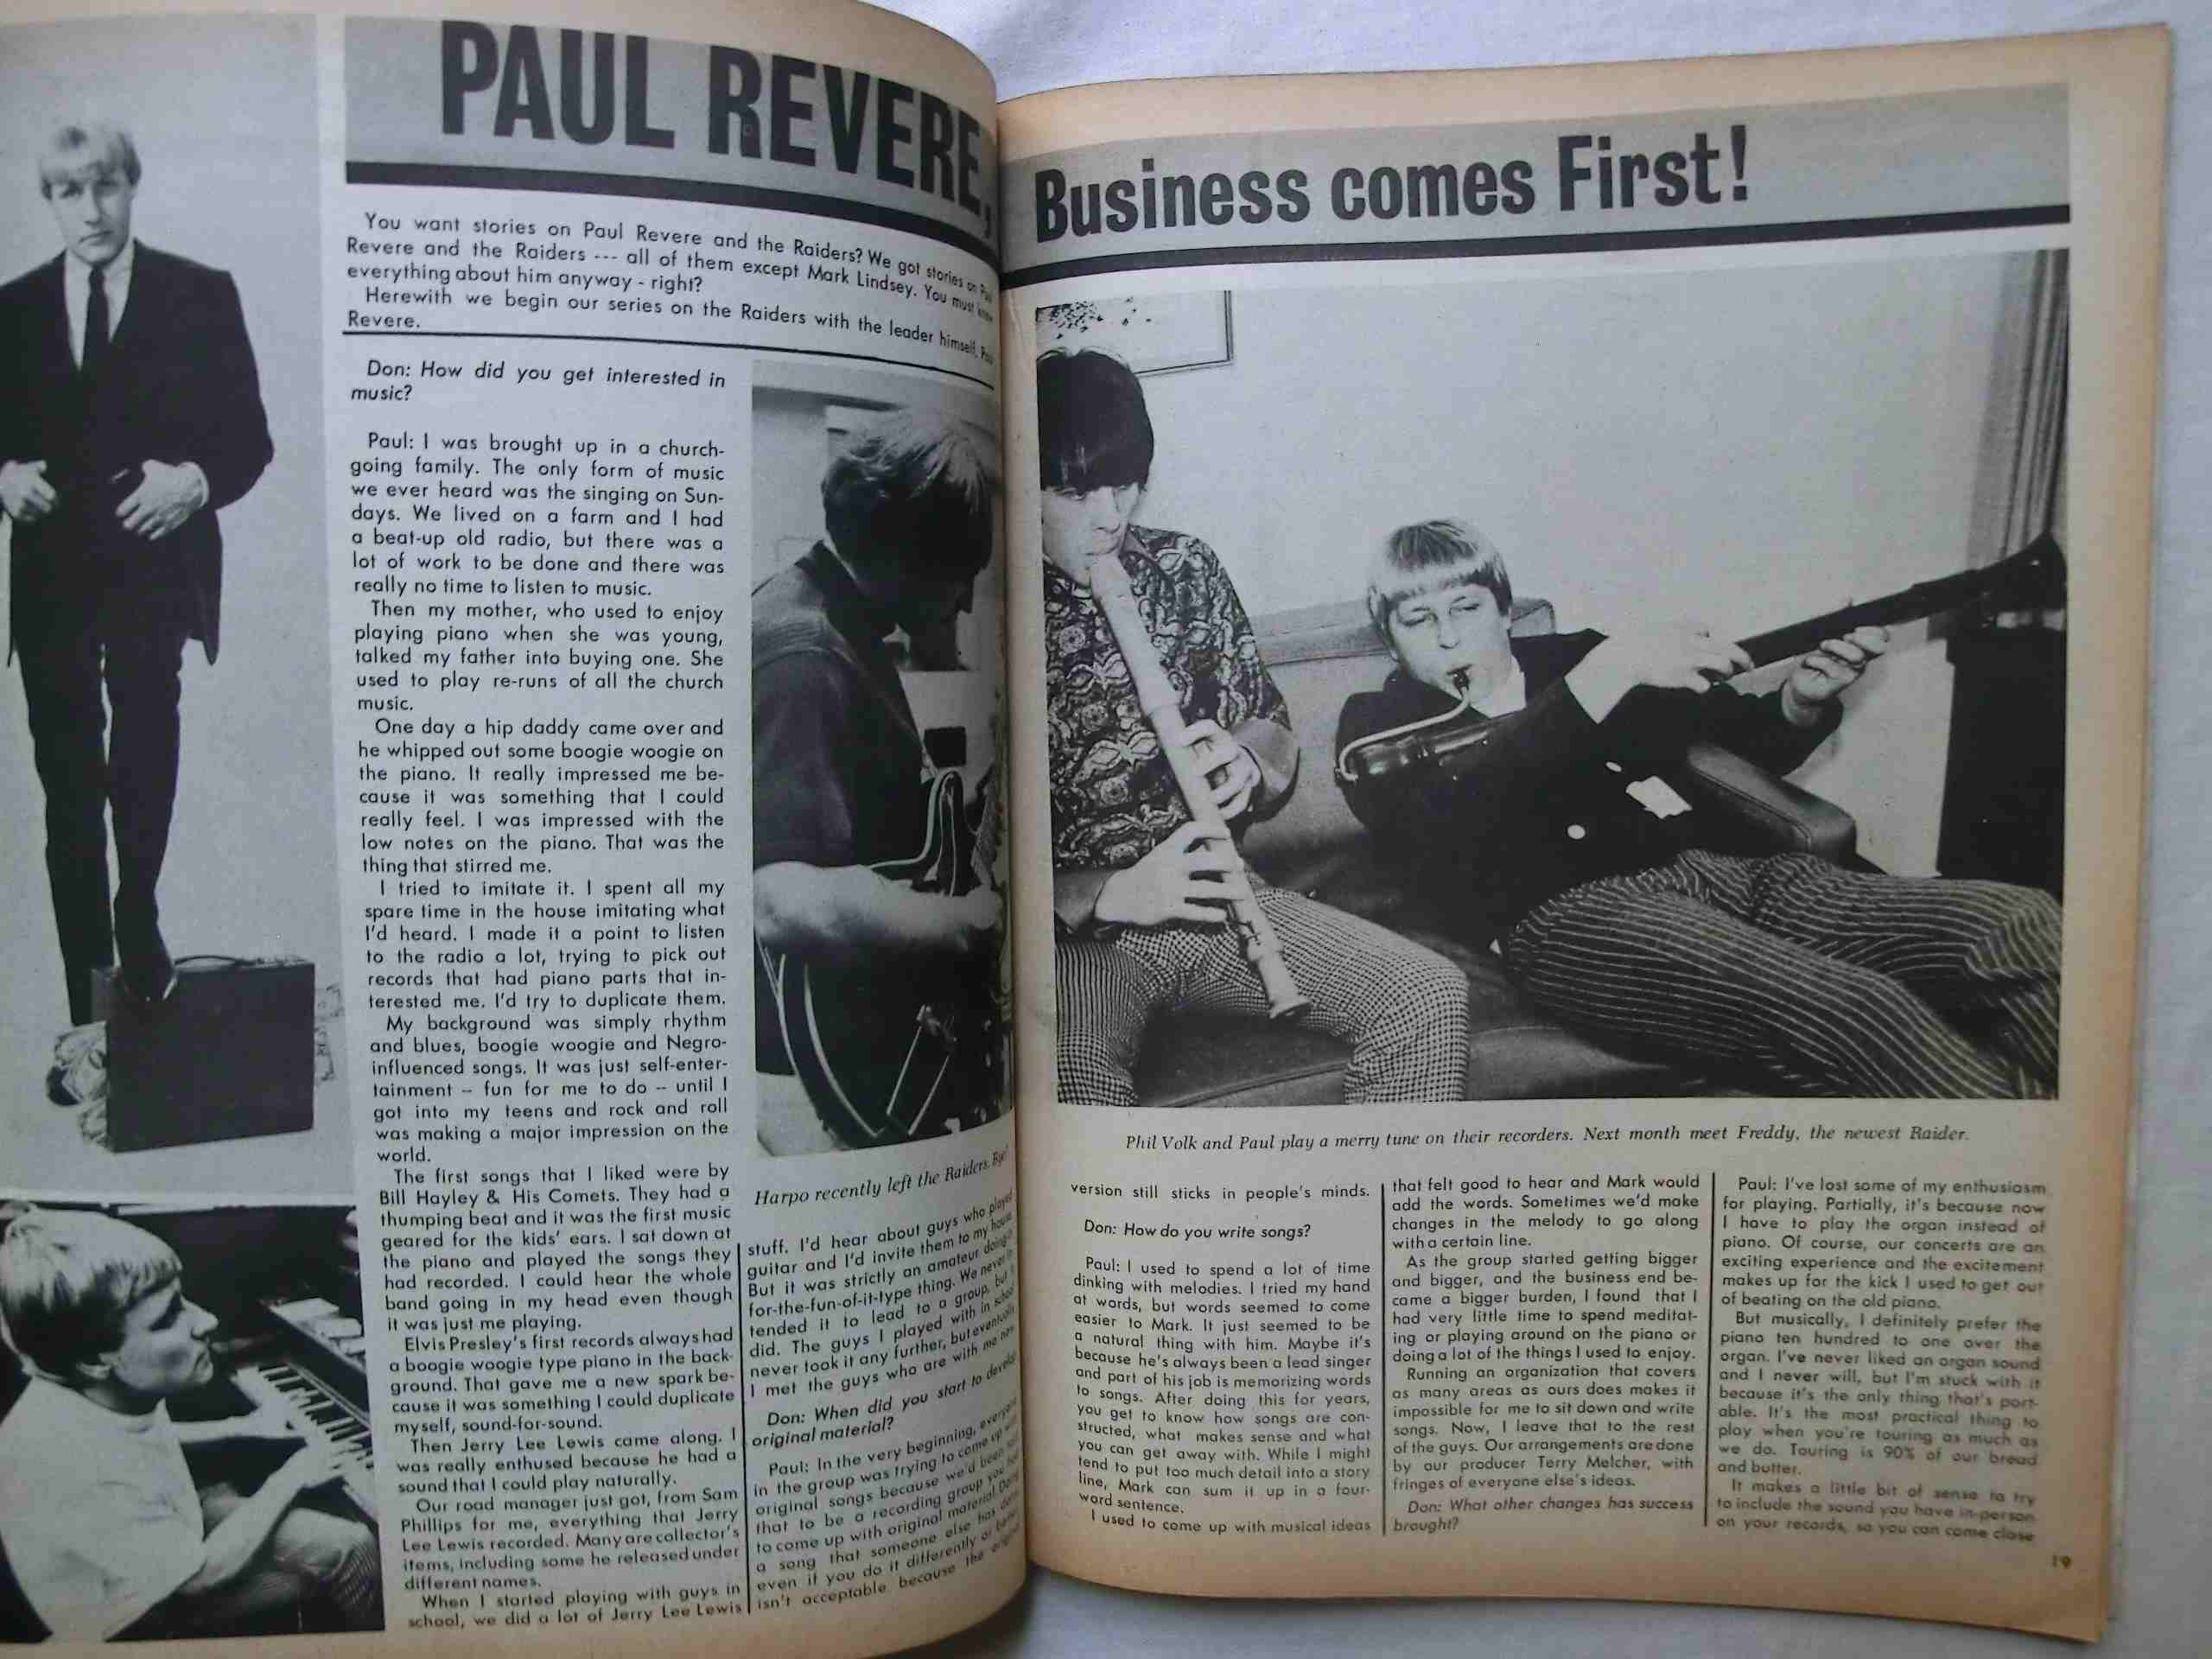 PAUL REVERE,
You want stories on Paul Revere and the Raiders? We got stories on Paul
Revere and the Raiders --- all of them except Mark Lindsey. You must know
everything about him anyway - right?
Herewith we begin our series on the Raiders with the leader himself, Paul
Revere.
Don: How did you get interested in
music?
Paul: I was brought up in a church-
going family. The only form of music
we ever heard was the singing on Sun-
days. We lived on a farm and I had
a beat-up old radio, but there was a
lot of work to be done and there was
really no time to listen to music.
Then my mother, who used to enjoy
playing piano when she was young,
talked my father into buying one. She
used to play re-runs of all the church
music.
One day a hip daddy came over and
he whipped out some boogie woogie on
the piano. It really impressed me be-
cause it was something that I could
really feel. I was impressed with the
low notes on the piano. That was the
thing that stirred me.
I tried to imitate it. I spent all my
spare time in the house imitating what
I'd heard. I made it a point to listen
to the radio a lot, trying to pick out
records that had piano parts that in-
terested me. I'd try to duplicate them.
My background was simply rhythm
and blues, boogie woogie and Negro-
influenced songs. It was just self-enter-
tainment -- fun for me to do -- until I
got into my teens and rock and roll
was making a major impression on the
world.
The first songs that I liked were by
Bill Hayley & His Comets. They had a
thumping beat and it was the first music
geared for the kids' ears. I sat down at
the piano and played the songs they
had recorded. I could hear the whole
band going in my head even though
it was just me playing.
Elvis Presley's first records always had
a boogie woogie type piano in the back-
ground. That gave me a new spark be-
cause it was something I could duplicate
myself, sound-for-sound.
Then Jerry Lee Lewis came along. I
was really enthused because he had a
sound that I could play naturally.
Our road manager just got, from Sam
Phillips for me, everything that Jerry
Lee Lewis recorded. Many are collector's
items, including some he released under
different names.
When I started playing with guys in
school, we did a lot of Jerry Lee Lewis
Harpo recently left the Raiders. Bye!
stuff. I'd hear about guys who played
guitar and I'd invite them to my house.
But it was strictly an amateur doing-it
for-the-fun-of-it-type thing. We never in-
tended it to lead to a group, but it
did. The guys I played with in school
never took it any further, but eventually
I met the guys who are with me now.
Don: When did you start to develop
original material?
Paul: In the very beginning, everyone
in the group was trying to come up with
original songs because we'd been told
that to be a recording group you had
to come up with original material. Doing
a song that someone else has done,
even if you do it differently or better
isn't acceptable because the original
Business comes First!
Phil Volk and Paul play a merry tune on their recorders. Next month meet Freddy, the newest Raider.
version still sticks in people's minds.
Don: How do you write songs?
Paul: I used to spend a lot of time
dinking with melodies. I tried my hand
at words, but words seemed to come
easier to Mark. It just seemed to be
a natural thing with him. Maybe it's
because he's always been a lead singer
and part of his job is memorizing words
to songs. After doing this for years,
you get to know how songs are con-
structed, what makes sense and what
you can get away with. While I might
tend to put too much detail into a story
line, Mark can sum it up in a four-
word sentence.
I used to come up with musical ideas
that felt good to hear and Mark would
add the words. Sometimes we'd make
changes in the melody to go along
with a certain line.
As the group started getting bigger
and bigger, and the business end be-
came a bigger burden, I found that I
had very little time to spend meditat-
ing or playing around on the piano or
doing a lot of the things I used to enjoy.
Running an organization that covers
as many areas as ours does makes it
impossible for me to sit down and write
songs. Now, I leave that to the rest
of the guys. Our arrangements are done
by our producer Terry Melcher, with
fringes of everyone else's ideas.
Don: What other changes has success
brought?
Paul: I've lost some of my enthusiasm
for playing. Partially, it's because now
I have to play the organ instead of
piano. Of course, our concerts are an
exciting experience and the excitement
makes up for the kick I used to get out
of beating on the old piano.
But musically, I definitely prefer the
piano ten hundred to one over the
organ. I've never liked an organ sound
and I never will, but I'm stuck with it
because it's the only thing that's port-
able. It's the most practical thing to
play when you're touring as much as
we do. Touring is 90% of our bread
and butter.
It makes a little bit of sense to try
to include the sound you have in-person
on your records, so you can come close
19